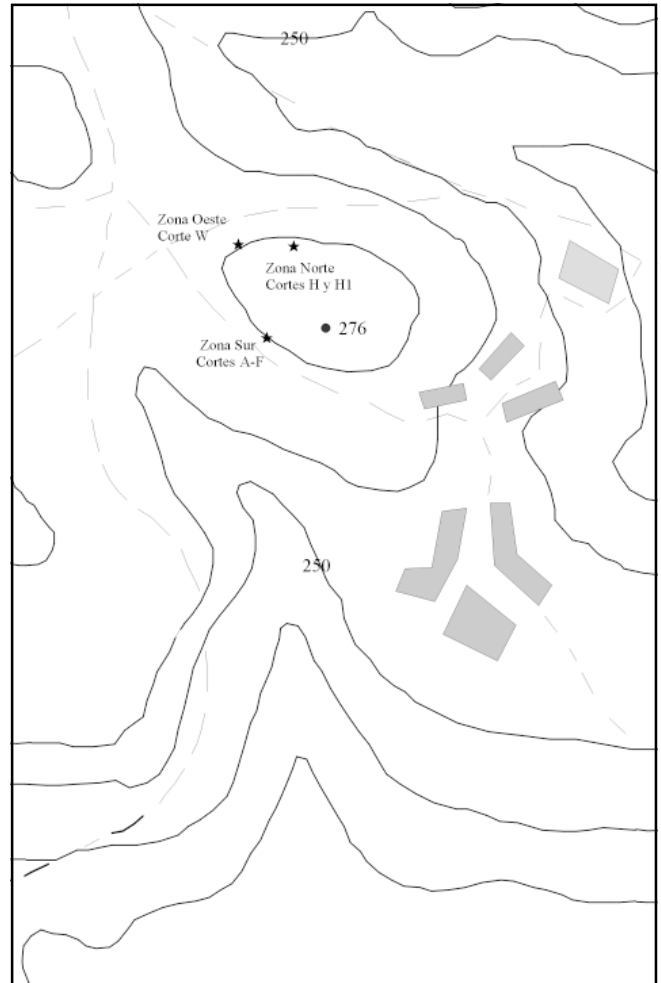 250
Zona Oeste
Corte W
Zona Norte
Cortes H y H1
276
Zona Sur
Cortes A-F
250